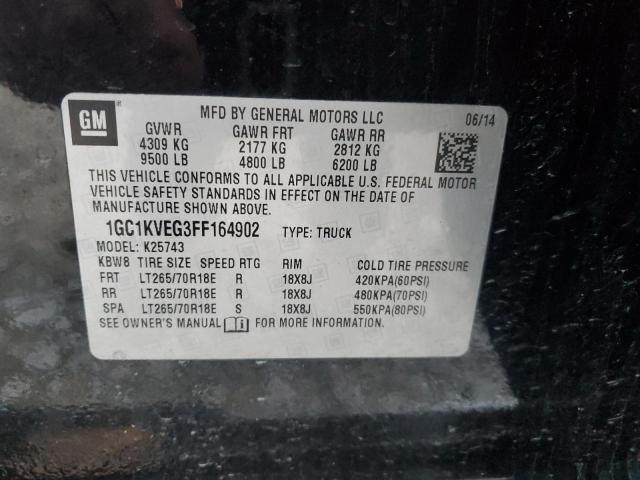 GM ® MFD BY GENERAL MOTORS LLC 06/14
GVWR GAWR FRT GAWR RR
4309 KG 2177 KG 2812 KG
9500 LB 4800 LB 6200 LB
THIS VEHICLE CONFORMS TO ALL APPLICABLE U.S. FEDERAL MOTOR
VEHICLE SAFETY STANDARDS IN EFFECT ON THE DATE OF
MANUFACTURE SHOWN ABOVE.
1GC1KVEG3FF164902 TYPE: TRUCK
MODEL: K25743
KBW8 TIRE SIZE SPEED RTG RIM COLD TIRE PRESSURE
FRT LT265/70R18E R 18X8J 420KPA(60PSI)
RR LT265/70R18E R 18X8J 480KPA(70PSI)
SPA LT265/70R18E S 18X8J 550KPA(80PSI)
SEE OWNER'S MANUAL FOR MORE INFORMATION.